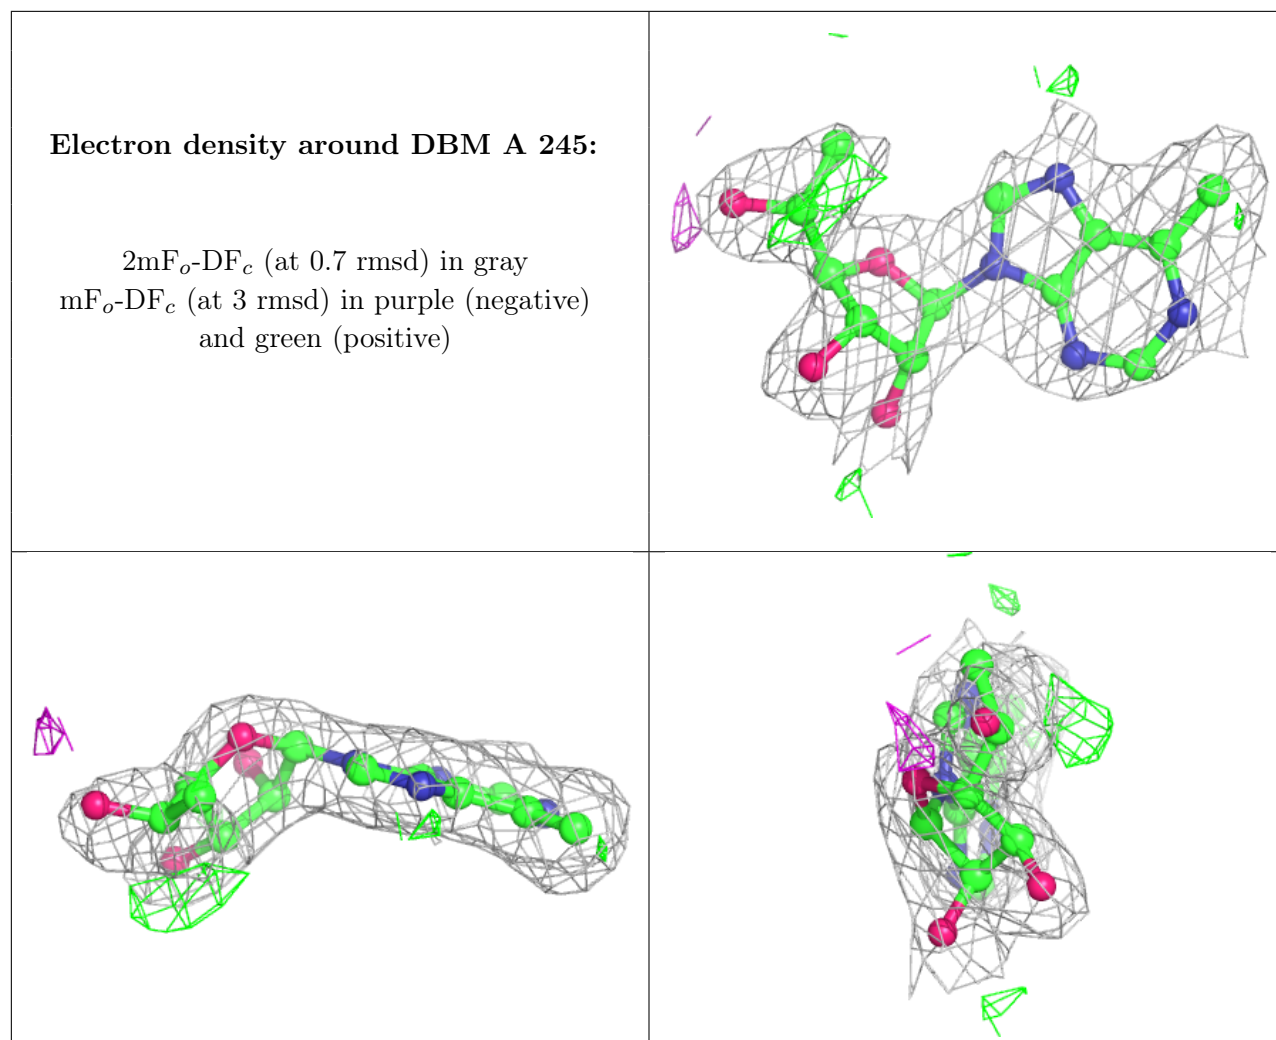 Electron density around DBM A 245:
2mFo-DFc (at 0.7 rmsd) in gray
mFo-DFc (at 3 rmsd) in purple (negative)
and green (positive)